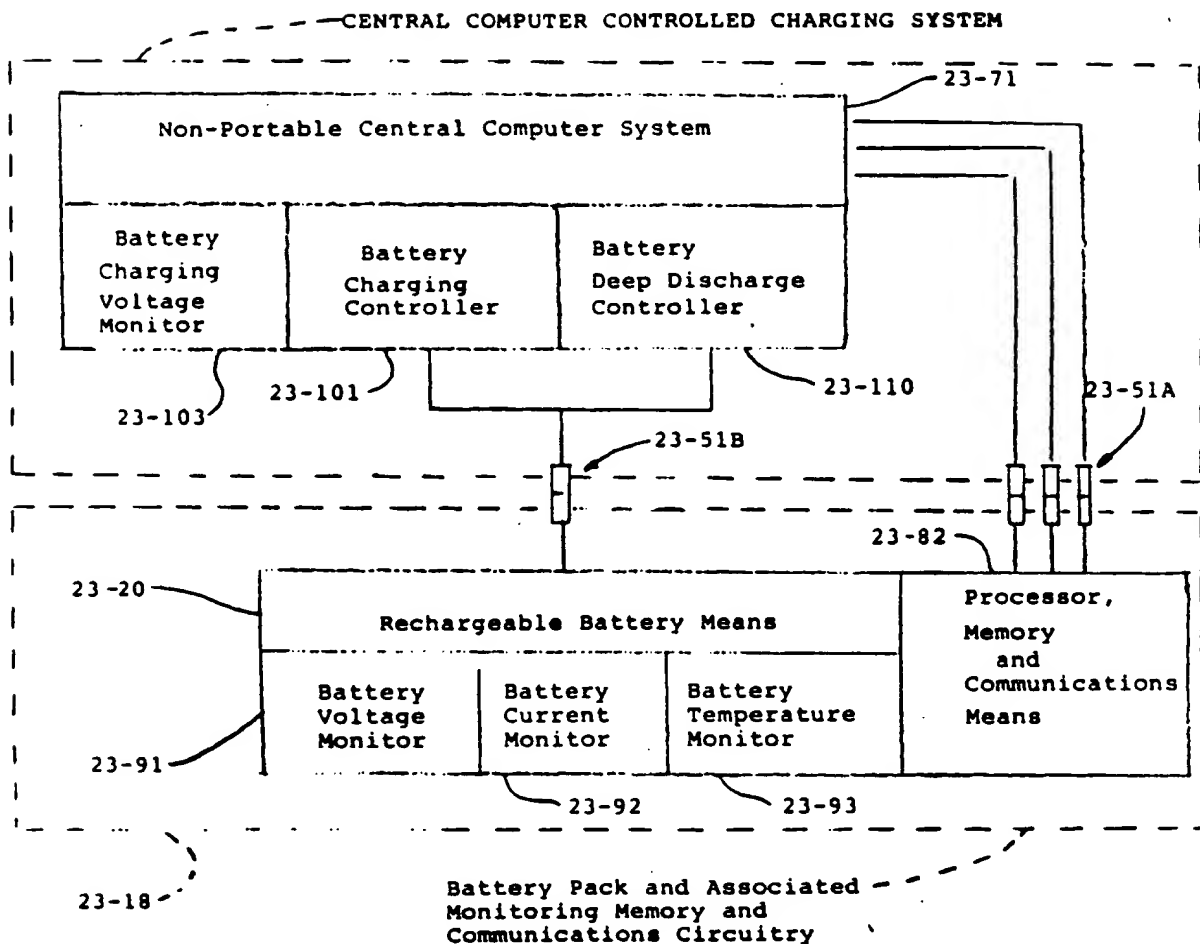 CENTRAL COMPUTER CONTROLLED CHARGING SYSTEM
23-71
Non-Portable Central Computer System
Battery
Charging
Voltage
Monitor
Battery
Charging
Controller
Battery
Deep Discharge
Controller
23-103
23-101
23-110
23-51A
23-51B
23-82
23-20
Rechargeable Battery Means
Processor,
Memory
and
Communications
Means
Battery
Voltage
Monitor
Battery
Current
Monitor
Battery
Temperature
Monitor
23-91
23-92
23-93
23-18
Battery Pack and Associated
Monitoring Memory and
Communications Circuitry